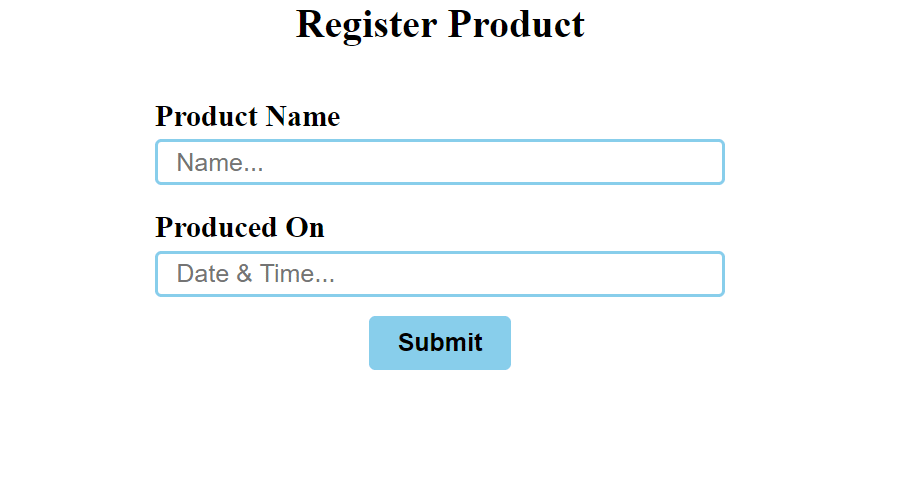 Register Product
Product Name
Name...
Produced On
Date & Time...
Submit